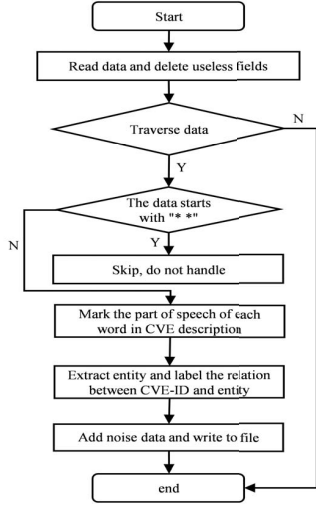 Start
Read data and delete useless fields
Traverse data
N
Y
The data starts
with "* *"
N
Y
Skip, do not handle
Mark the part of speech of each
word in CVE description
Extract entity and label the relation
between CVE-ID and entity
Add noise data and write to file
end